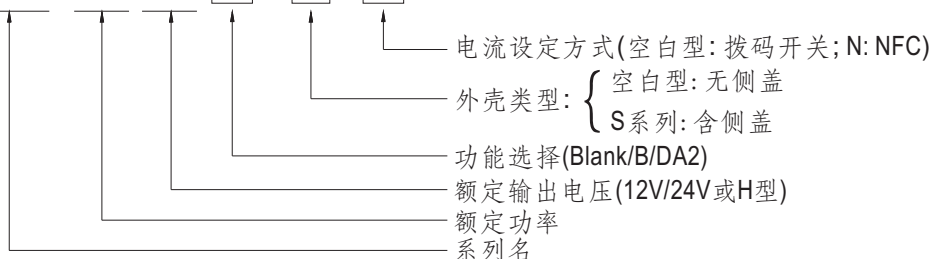 电流设定方式(空白型: 拨码开关; N: NFC)
外壳类型: { 空白型: 无侧盖
S系列: 含侧盖
功能选择(Blank/B/DA2)
额定输出电压(12V/24V或H型)
额定功率
系列名